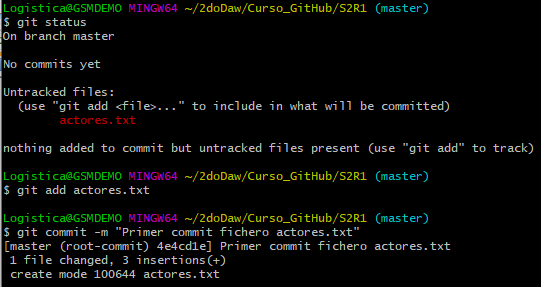 Logistica@GSMDEMO MINGW64 ~/2doDaw/Curso_GitHub/S2R1 (master)
$ git status
On branch master
No commits yet
Untracked files:
(use "git add <file>..." to include in what will be committed)
actores.txt
nothing added to commit but untracked files present (use "git add" to track)
Logistica@GSMDEMO MINGW64 ~/2doDaw/Curso_GitHub/S2R1 (master)
$ git add actores.txt
Logistica@GSMDEMO MINGW64 ~/2doDaw/Curso_GitHub/S2R1 (master)
$ git commit -m "Primer commit fichero actores.txt"
[master (root-commit) 4e4cd1e] Primer commit fichero actores.txt
1 file changed, 3 insertions(+)
create mode 100644 actores.txt